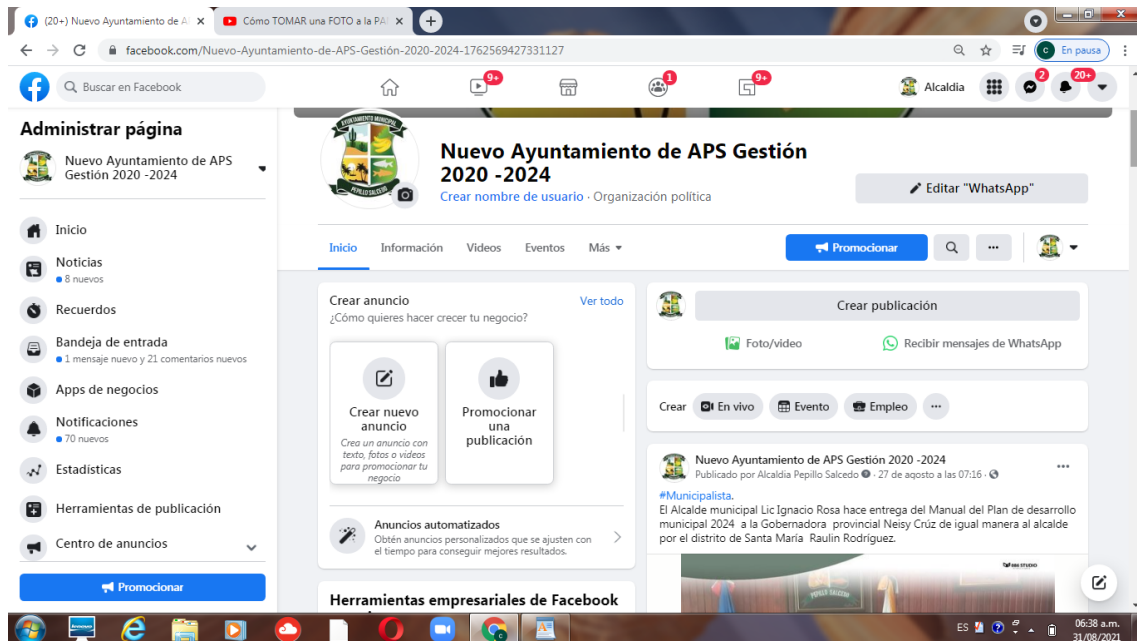 (20+) Nuevo Ayuntamiento de A
Cómo TOMAR una FOTO a la PA
facebook.com/Nuevo-Ayuntamiento-de-APS-Gestión-2020-2024-1762569427331127
C En pausa
Buscar en Facebook
9+
1
9+
Alcaldia
2
20+
Administrar página
Nuevo Ayuntamiento de APS
Gestión 2020 -2024
Inicio
Noticias
8 nuevos
Recuerdos
Bandeja de entrada
1 mensaje nuevo y 21 comentarios nuevos
Apps de negocios
Notificaciones
70 nuevos
Estadísticas
Herramientas de publicación
Centro de anuncios
Promocionar
AYUNTAMIENTO MUNICIPAL
PEPILLO SALCEDO
Nuevo Ayuntamiento de APS Gestión
2020 -2024
Crear nombre de usuario · Organización política
Editar "WhatsApp"
Inicio Información Videos Eventos Más
Promocionar
Crear anuncio Ver todo
¿Cómo quieres hacer crecer tu negocio?
Crear nuevo
anuncio
Crea un anuncio con
texto, fotos o videos
para promocionar tu
negocio
Promocionar
una
publicación
Anuncios automatizados
Obtén anuncios personalizados que se ajusten con
el tiempo para conseguir mejores resultados.
Herramientas empresariales de Facebook
Crear publicación
Foto/video
Recibir mensajes de WhatsApp
Crear En vivo Evento Empleo
Nuevo Ayuntamiento de APS Gestión 2020 -2024
Publicado por Alcaldia Pepillo Salcedo · 27 de agosto a las 07:16 ·
#Municipalista.
El Alcalde municipal Lic Ignacio Rosa hace entrega del Manual del Plan de desarrollo
municipal 2024 a la Gobernadora provincial Neisy Crúz de igual manera al alcalde
por el distrito de Santa María Raulin Rodríguez.
PEPILLO SALCEDO
ES
06:38 a.m.
31/08/2021